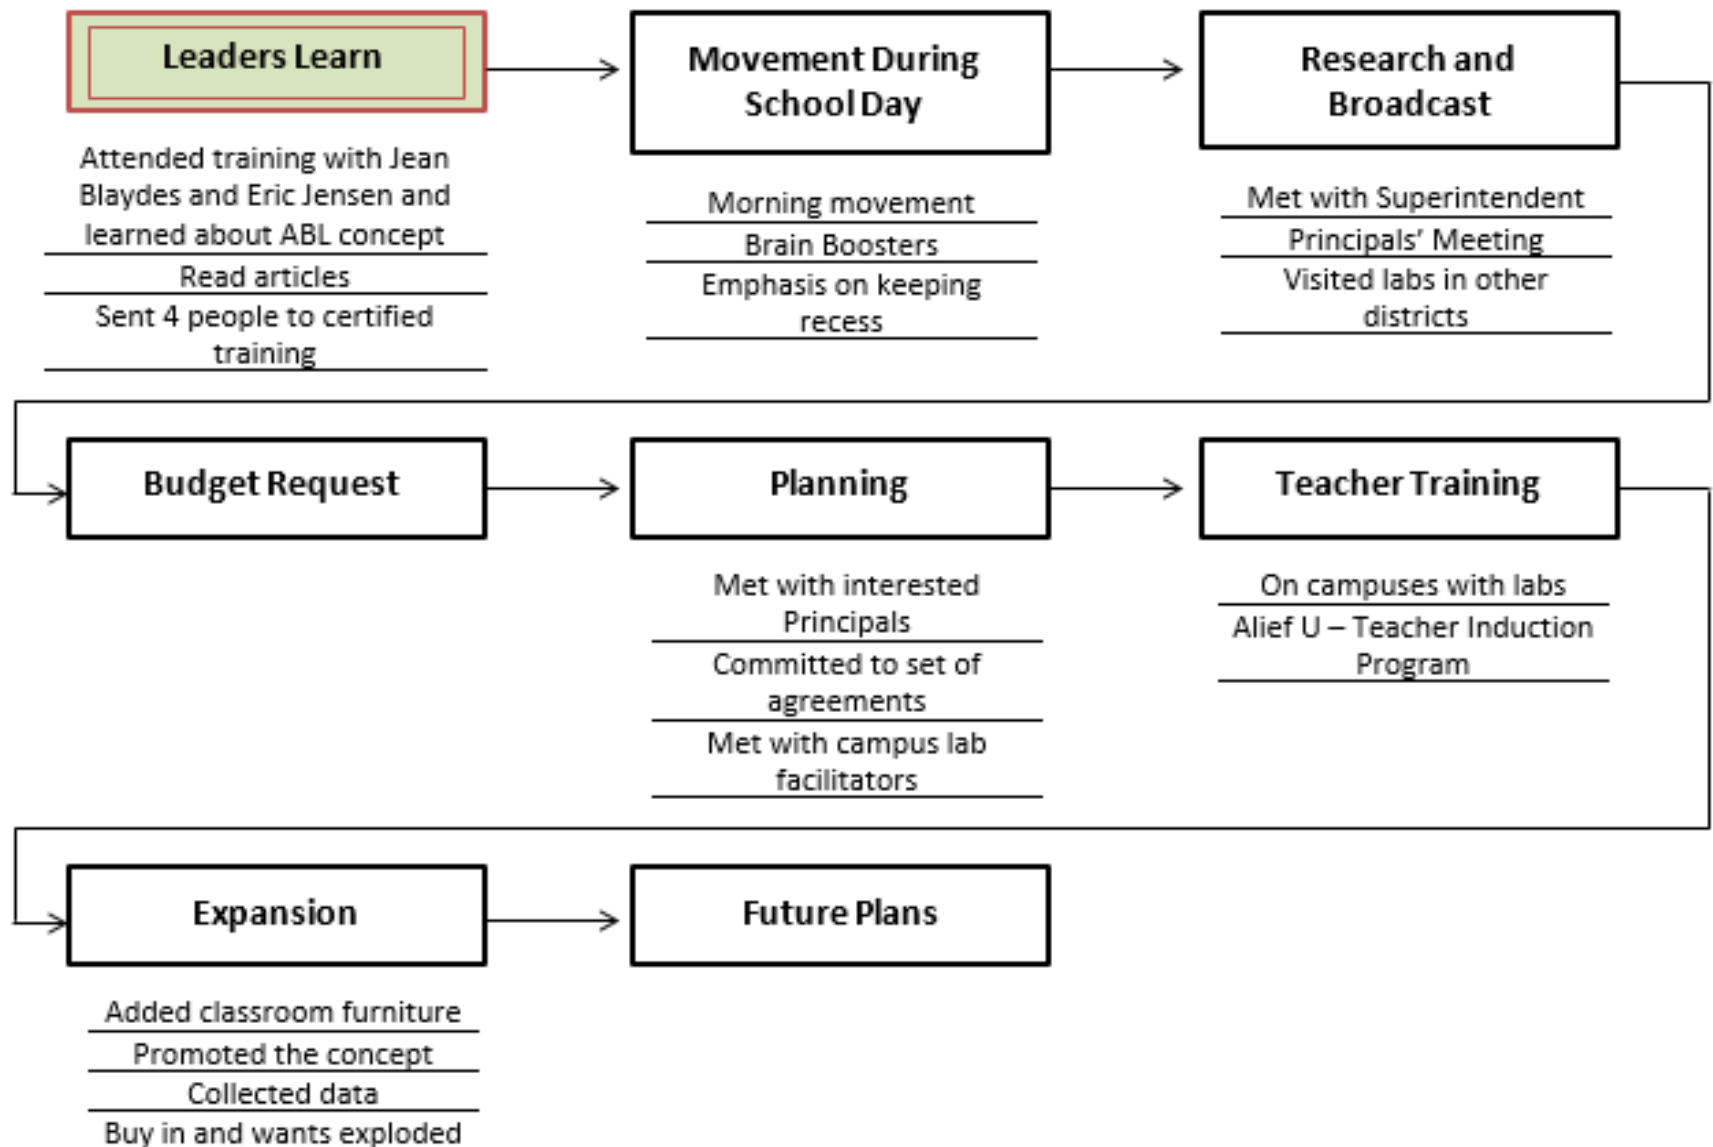 Leaders Learn
Attended training with Jean
Blaydes and Eric Jensen and
learned about ABL concept
Read articles
Sent 4 people to certified
training
Movement During
School Day
Morning movement
Brain Boosters
Emphasis on keeping
recess
Research and
Broadcast
Met with Superintendent
Principals’ Meeting
Visited labs in other
districts
Budget Request
Planning
Met with interested
Principals
Committed to set of
agreements
Met with campus lab
facilitators
Teacher Training
On campuses with labs
Alief U – Teacher Induction
Program
Expansion
Added classroom furniture
Promoted the concept
Collected data
Buy in and wants exploded
Future Plans